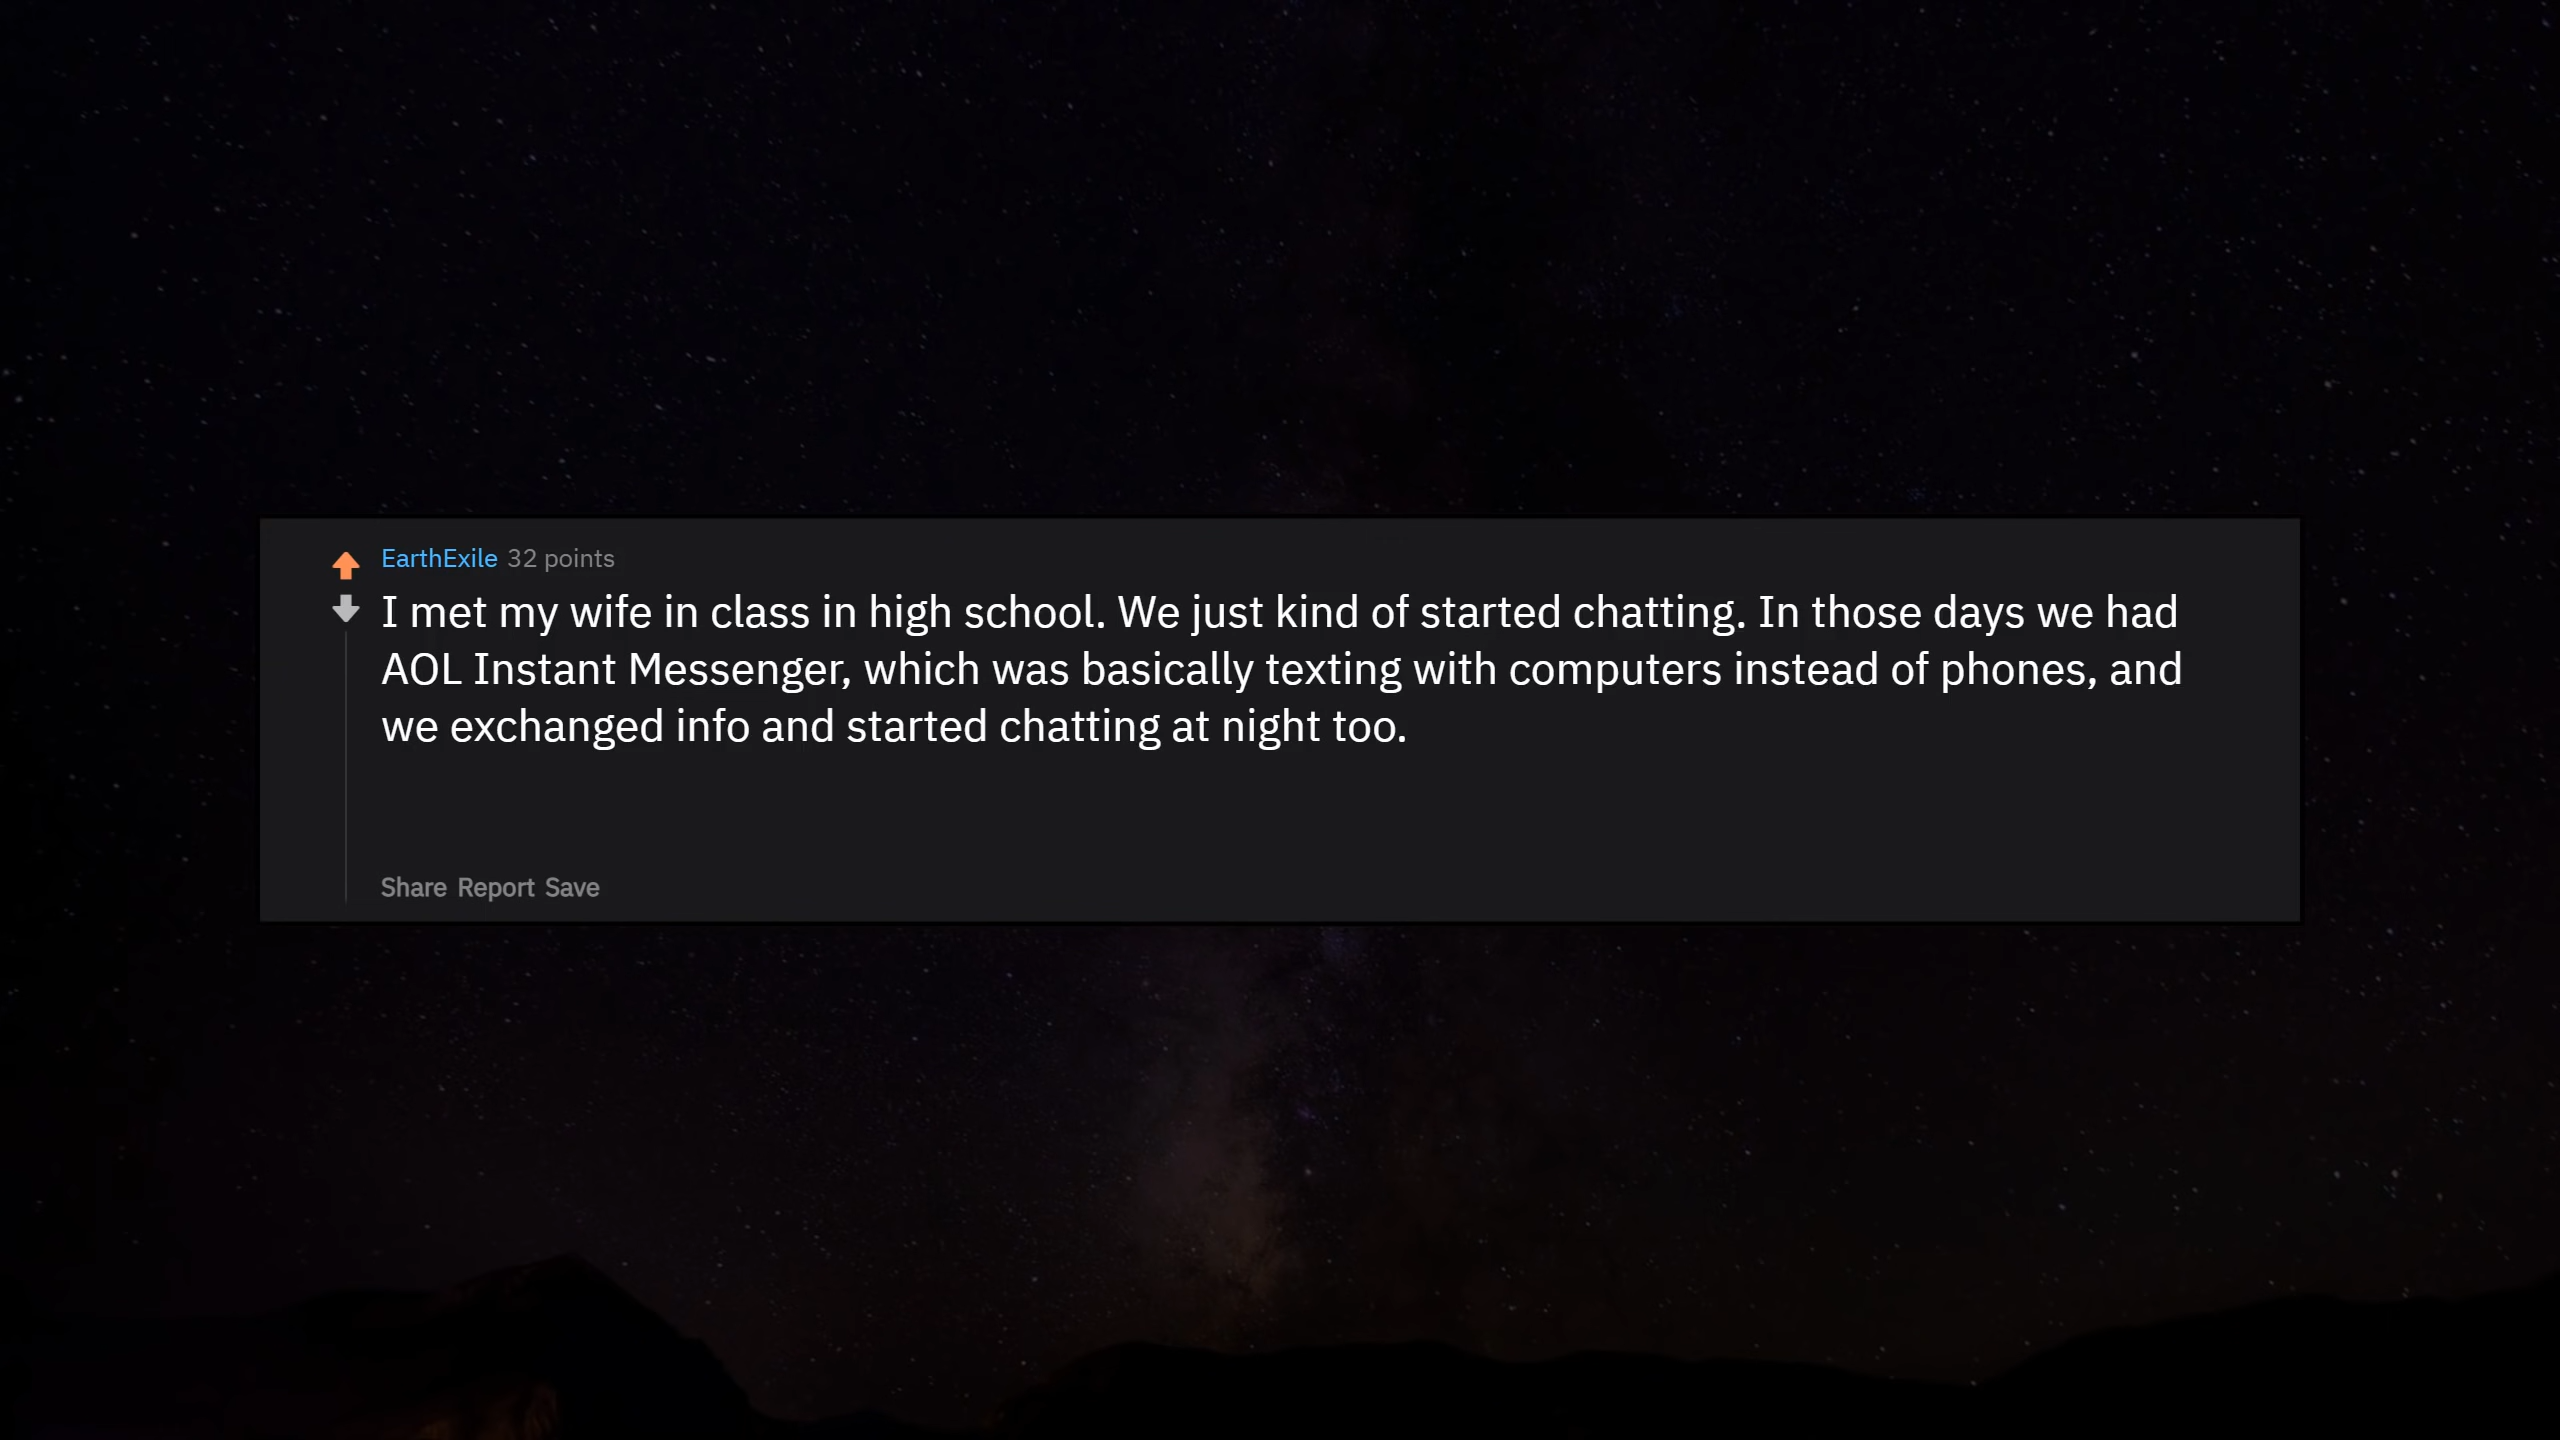 EarthExile 32 points
I met my wife in class in high school. We just kind of started chatting. In those days we had
AOL Instant Messenger, which was basically texting with computers instead of phones, and
we exchanged info and started chatting at night too.
Share Report Save